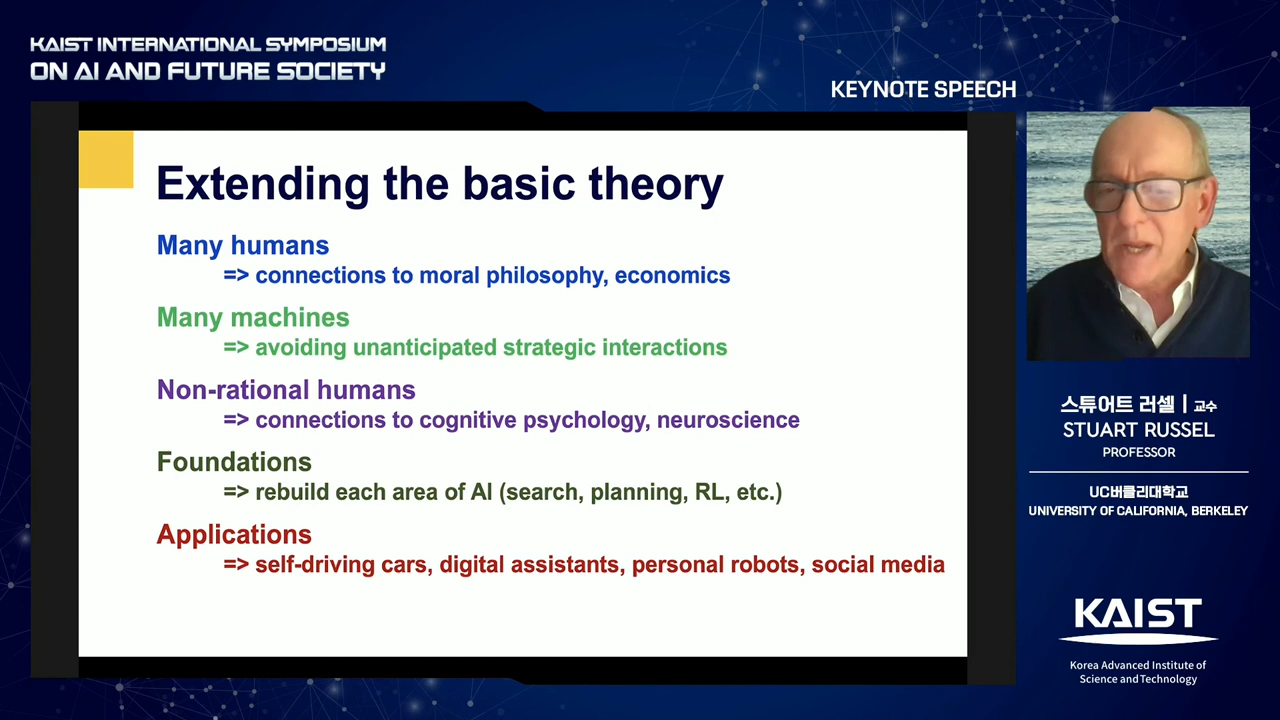 KAIST INTERNATIONAL SYMPOSIUM
ON AI AND FUTURE SOCIETY
KEYNOTE SPEECH
Extending the basic theory
Many humans
=> connections to moral philosophy, economics
Many machines
=> avoiding unanticipated strategic interactions
Non-rational humans
=> connections to cognitive psychology, neuroscience
Foundations
=> rebuild each area of AI (search, planning, RL, etc.)
Applications
=> self-driving cars, digital assistants, personal robots, social media
스튜어트 러셀 | 교수
STUART RUSSEL
PROFESSOR
UC버클리대학교
UNIVERSITY OF CALIFORNIA, BERKELEY
KAIST
Korea Advanced Institute of
Science and Technology